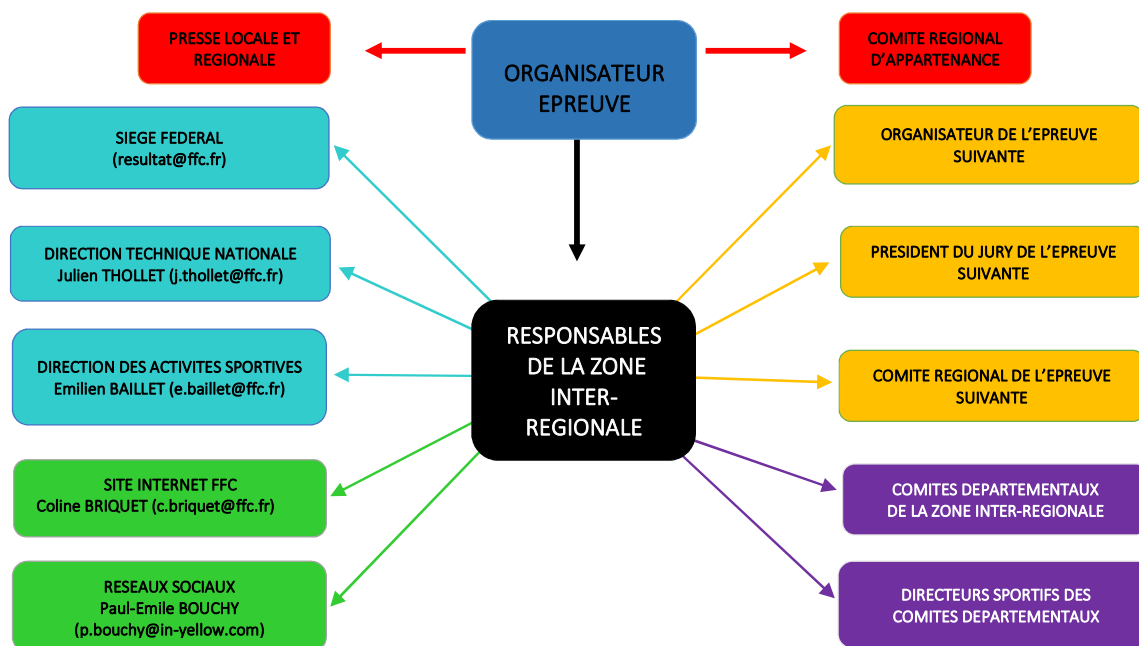 PRESSE LOCALE ET
REGIONALE
ORGANISATEUR
EPREUVE
COMITE REGIONAL
D'APPARTENANCE
SIEGE FEDERAL
(resultat@ffc.fr)
ORGANISATEUR DE L'EPREUVE
SUIVANTE
DIRECTION TECHNIQUE NATIONALE
Julien THOLLET (j.thollet@ffc.fr)
PRESIDENT DU JURY DE L'EPREUVE
SUIVANTE
RESPONSABLES
DE LA ZONE
INTER-
REGIONALE
DIRECTION DES ACTIVITES SPORTIVES
Emilien BAILLET (e.baillet@ffc.fr)
COMITE REGIONAL DE L'EPREUVE
SUIVANTE
SITE INTERNET FFC
Coline BRIQUET (c.briquet@ffc.fr)
COMITES DEPARTEMENTAUX
DE LA ZONE INTER-REGIONALE
RESEAUX SOCIAUX
Paul-Emile BOUCHY
(p.bouchy@in-yellow.com)
DIRECTEURS SPORTIFS DES
COMITES DEPARTEMENTAUX